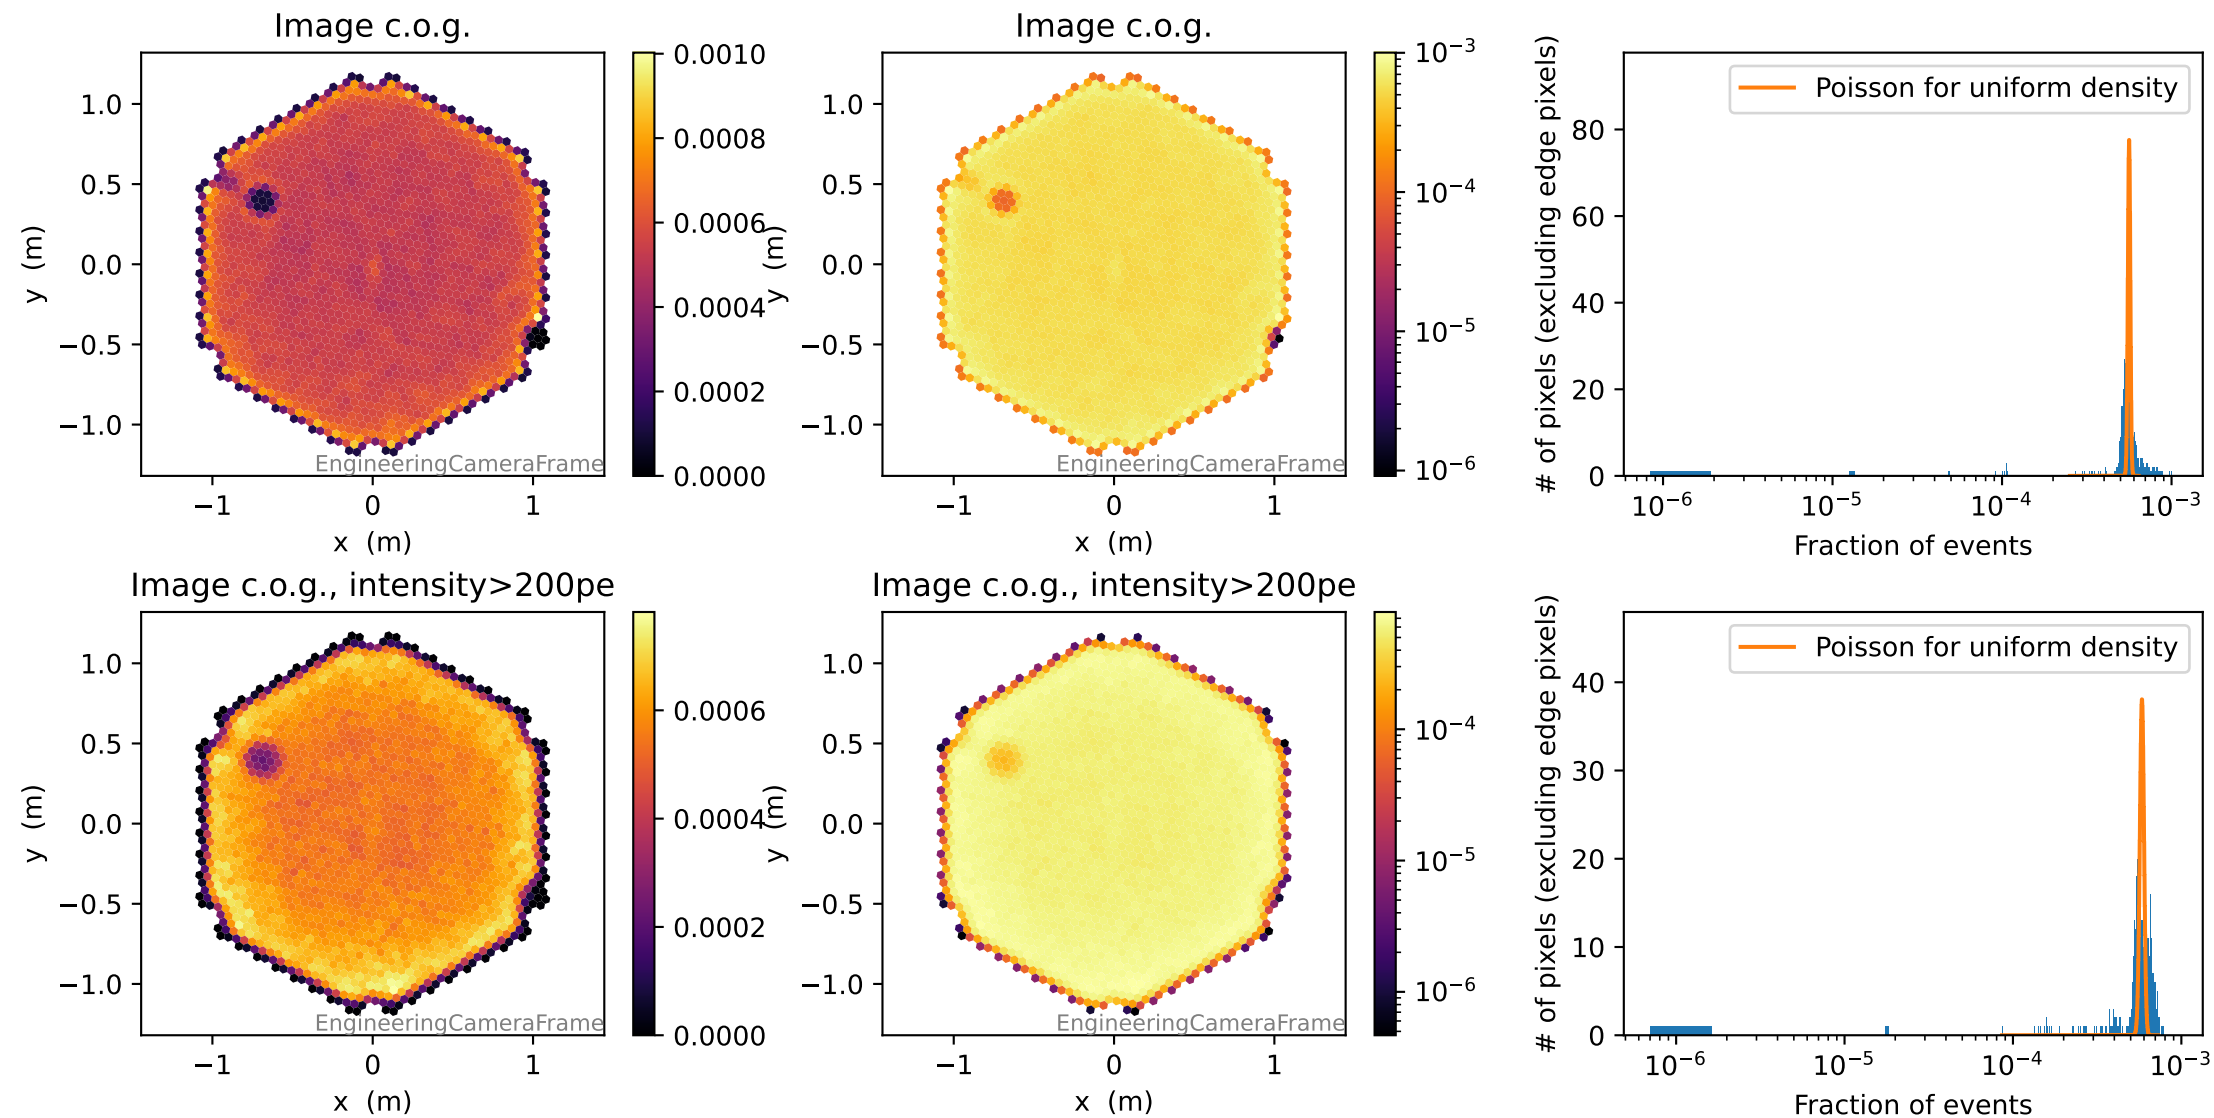 Image c.o.g.
1.0
0.5
0.0
−0.5
−1.0
y (m)
−1 0 1
x (m)
EngineeringCameraFrame
0.0010
0.0008
0.0006
0.0004
0.0002
0.0000
Image c.o.g.
1.0
0.5
0.0
−0.5
−1.0
y (m)
−1 0 1
x (m)
EngineeringCameraFrame
10⁻³
10⁻⁴
10⁻⁵
10⁻⁶
Poisson for uniform density
# of pixels (excluding edge pixels)
80
60
40
20
0
10⁻⁶ 10⁻⁵ 10⁻⁴ 10⁻³
Fraction of events
Image c.o.g., intensity>200pe
1.0
0.5
0.0
−0.5
−1.0
y (m)
−1 0 1
x (m)
EngineeringCameraFrame
0.0006
0.0004
0.0002
0.0000
Image c.o.g., intensity>200pe
1.0
0.5
0.0
−0.5
−1.0
y (m)
−1 0 1
x (m)
EngineeringCameraFrame
10⁻⁴
10⁻⁵
10⁻⁶
Poisson for uniform density
# of pixels (excluding edge pixels)
40
30
20
10
0
10⁻⁶ 10⁻⁵ 10⁻⁴ 10⁻³
Fraction of events